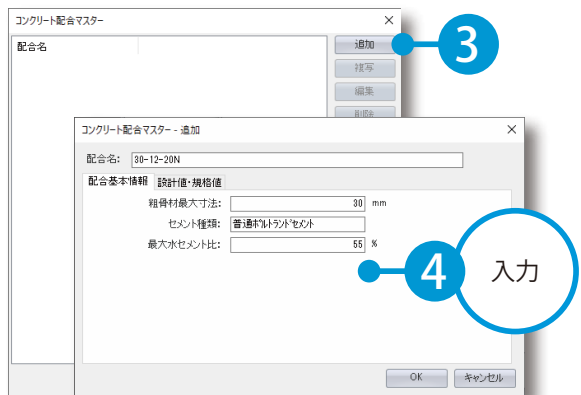 コンクリート配合マスター
配合名
追加
3
複写
編集
削除
コンクリート配合マスター - 追加
配合名: 30-12-20N
配合基本情報 設計値・規格値
粗骨材最大寸法: 30 mm
セメント種類: 普通ポルトランドセメント
最大水セメント比: 55 %
4
入力
OK キャンセル